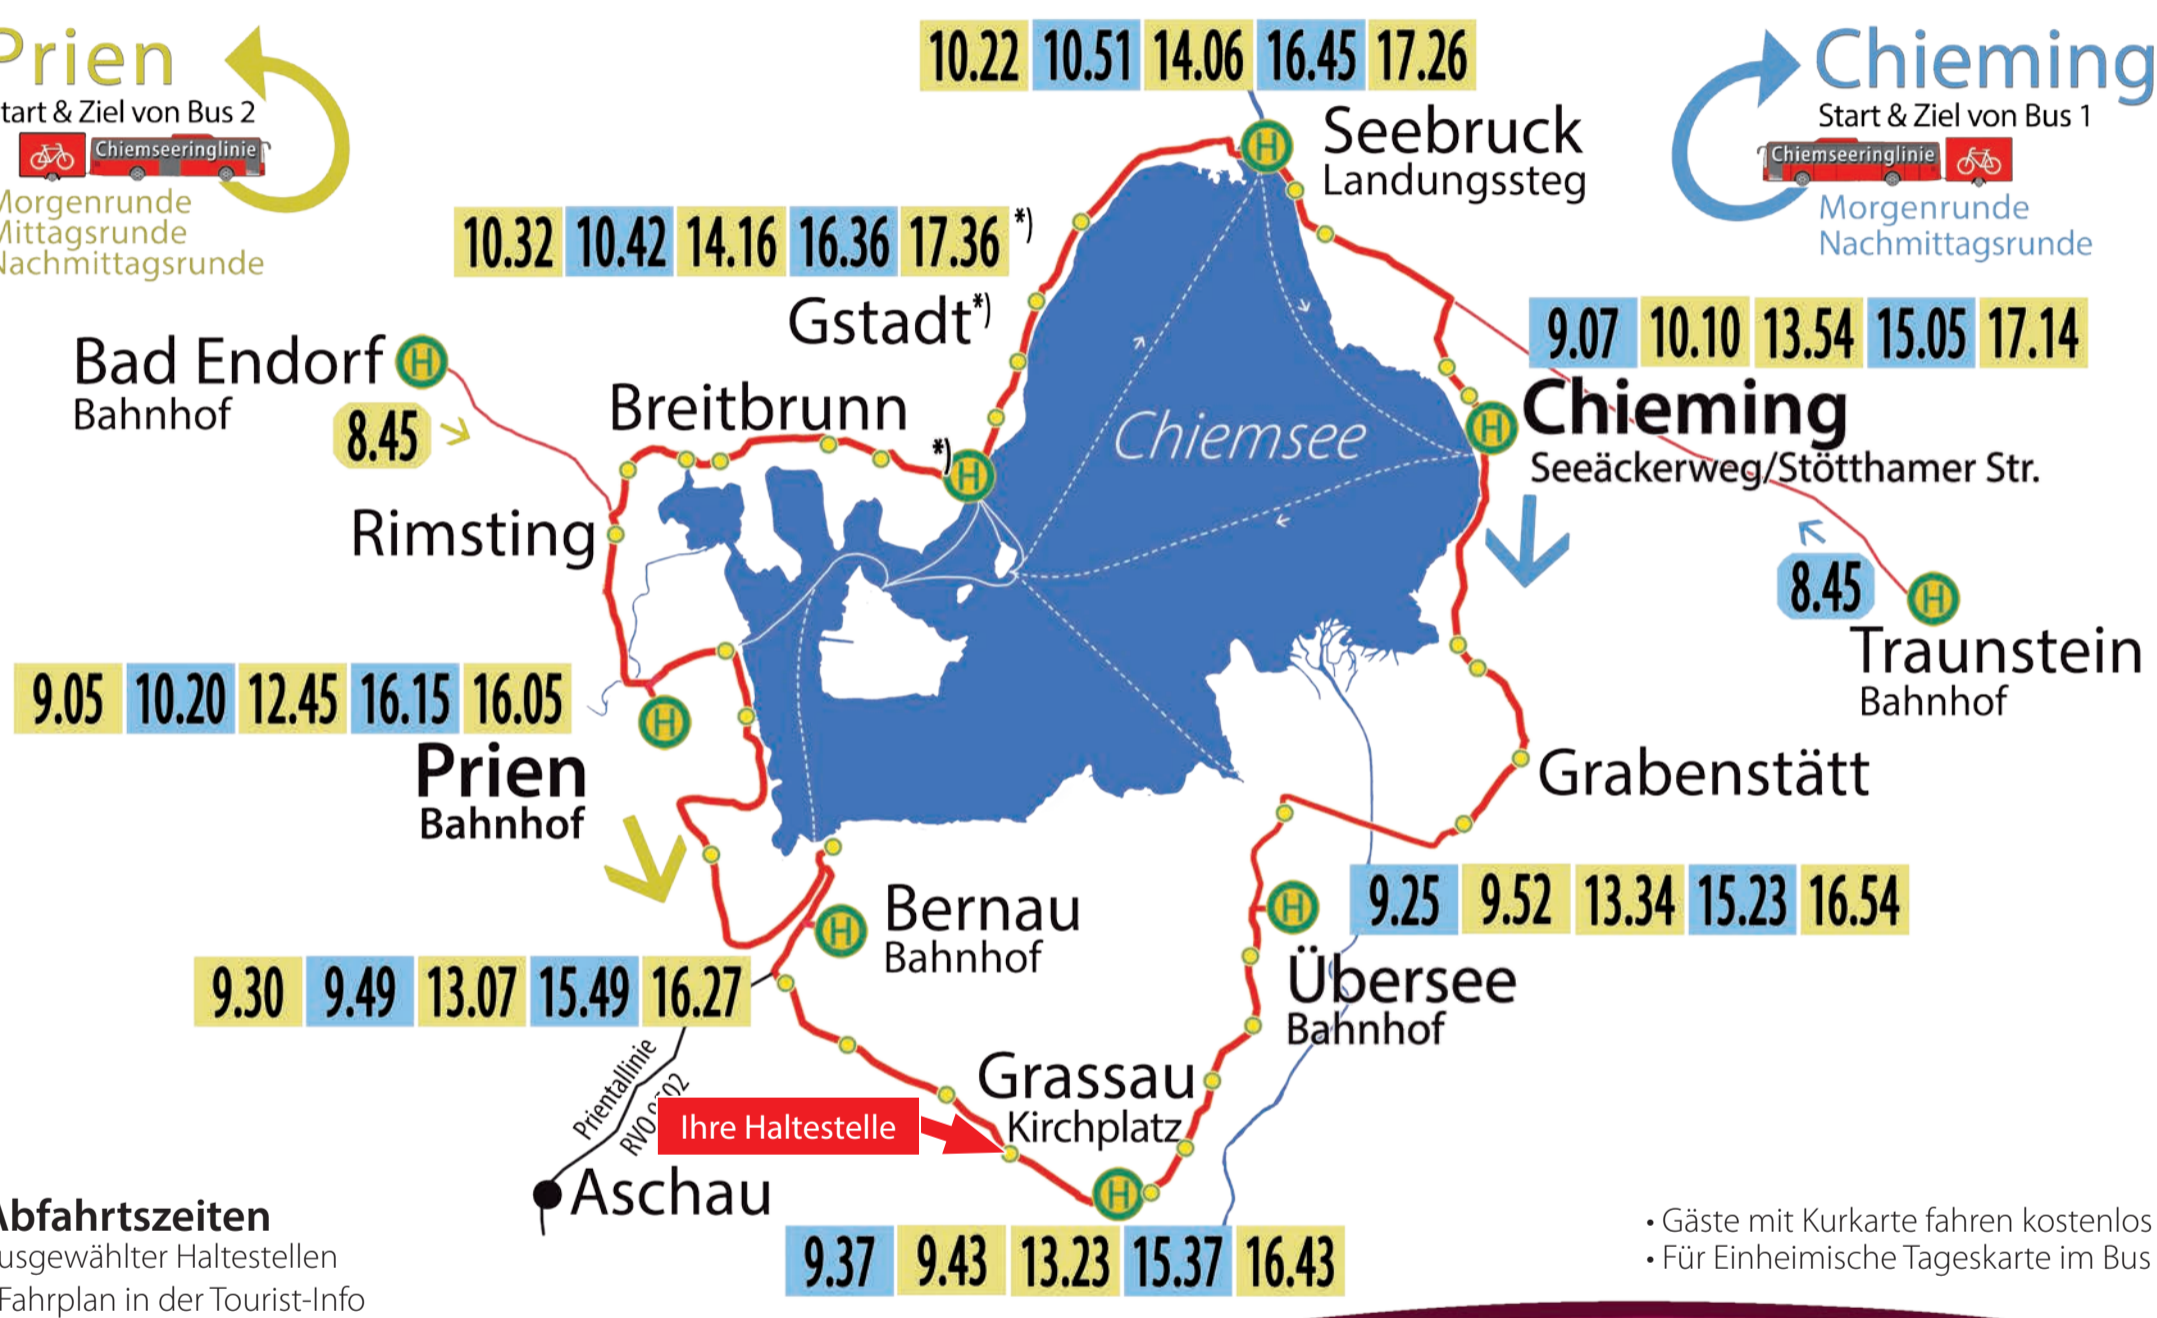 Prien
tart & Ziel von Bus 2
Chiemseeringlinie
Morgenrunde
Mittagsrunde
Nachmittagsrunde
10.22 10.51 14.06 16.45 17.26
Seebruck
Landungssteg
Chieming
Start & Ziel von Bus 1
Chiemseeringlinie
Morgenrunde
Nachmittagsrunde
10.32 10.42 14.16 16.36 17.36 *)
Gstadt*)
Bad Endorf
Bahnhof
8.45
Breitbrunn
*)
H
Chiemsee
9.07 10.10 13.54 15.05 17.14
Chieming
Seeäckerweg/Stötthamer Str.
Rimsting
8.45
Traunstein
Bahnhof
9.05 10.20 12.45 16.15 16.05
Prien
Bahnhof
Grabenstätt
9.25 9.52 13.34 15.23 16.54
Übersee
Bahnhof
Bernau
Bahnhof
9.30 9.49 13.07 15.49 16.27
Prientallinie
RVO
Grassau
Kirchplatz
Ihre Haltestelle
Aschau
9.37 9.43 13.23 15.37 16.43
Abfahrtszeiten
usgewählter Haltestellen
Fahrplan in der Tourist-Info
• Gäste mit Kurkarte fahren kostenlos
• Für Einheimische Tageskarte im Bus